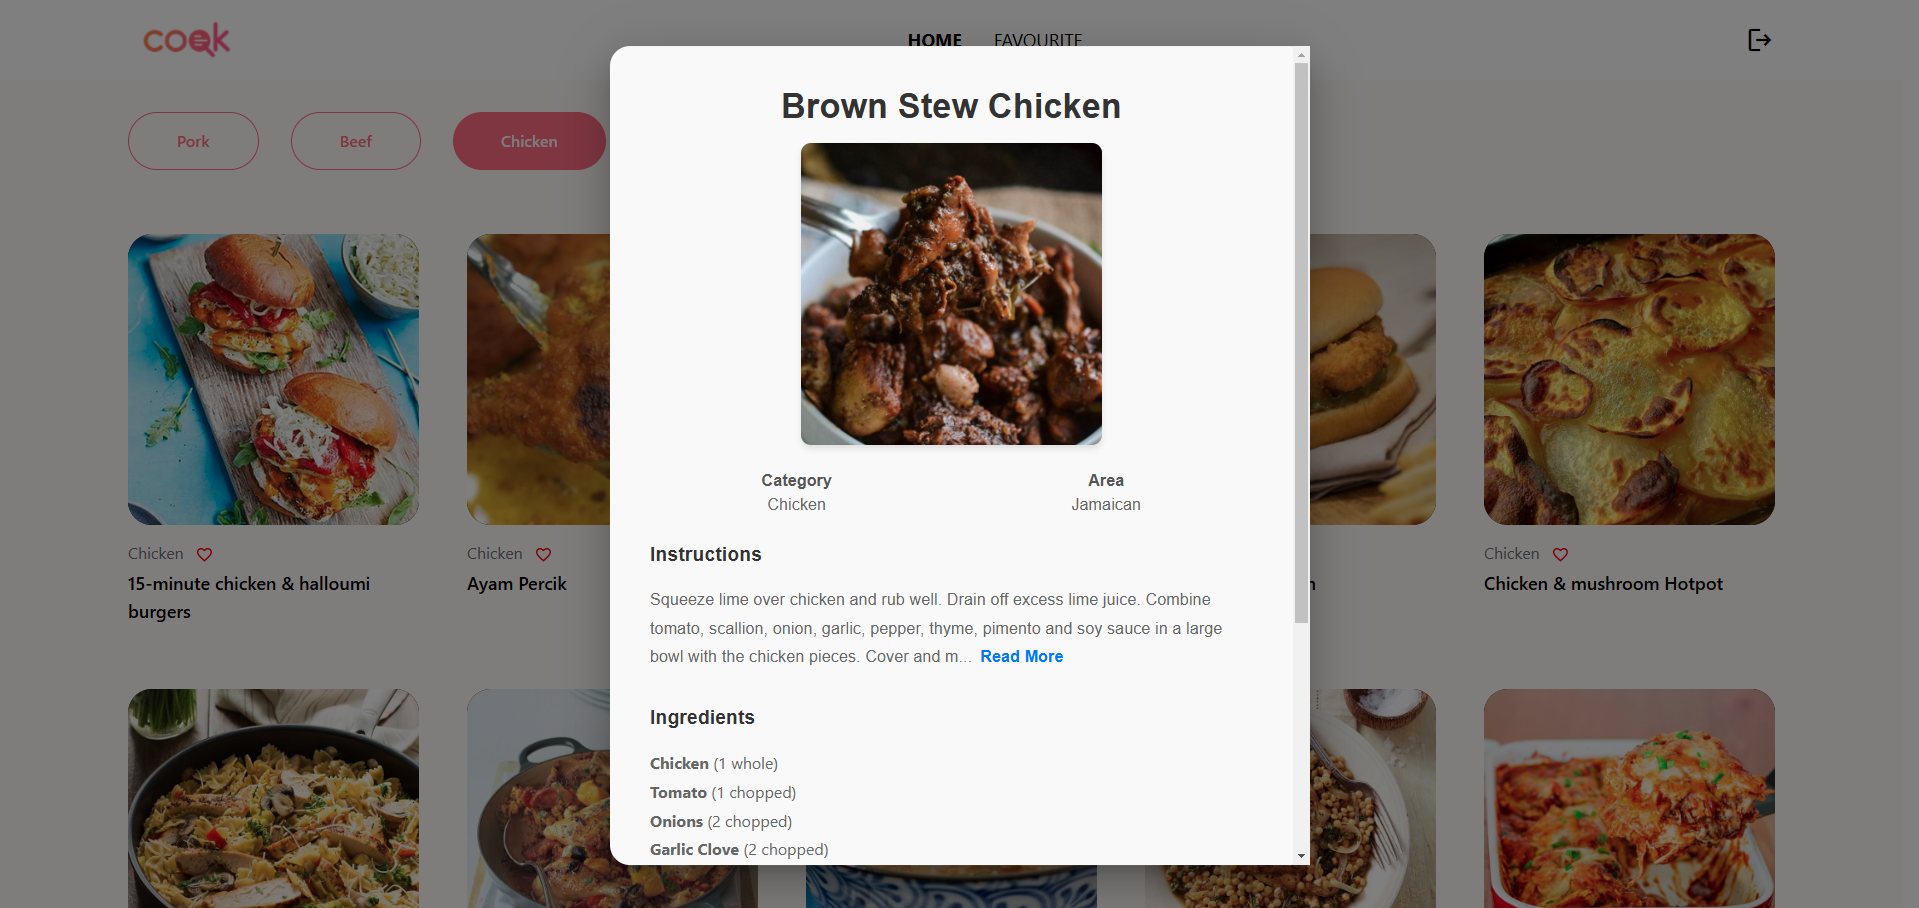 cook
HOME
FAVOURITE
Pork
Beef
Chicken
Brown Stew Chicken
Category
Chicken
Area
Jamaican
Instructions
Squeeze lime over chicken and rub well. Drain off excess lime juice. Combine
tomato, scallion, onion, garlic, pepper, thyme, pimento and soy sauce in a large
bowl with the chicken pieces. Cover and m... Read More
Ingredients
Chicken (1 whole)
Tomato (1 chopped)
Onions (2 chopped)
Garlic Clove (2 chopped)
Chicken
15-minute chicken & halloumi
burgers
Chicken
Ayam Percik
Chicken
Chicken & mushroom Hotpot